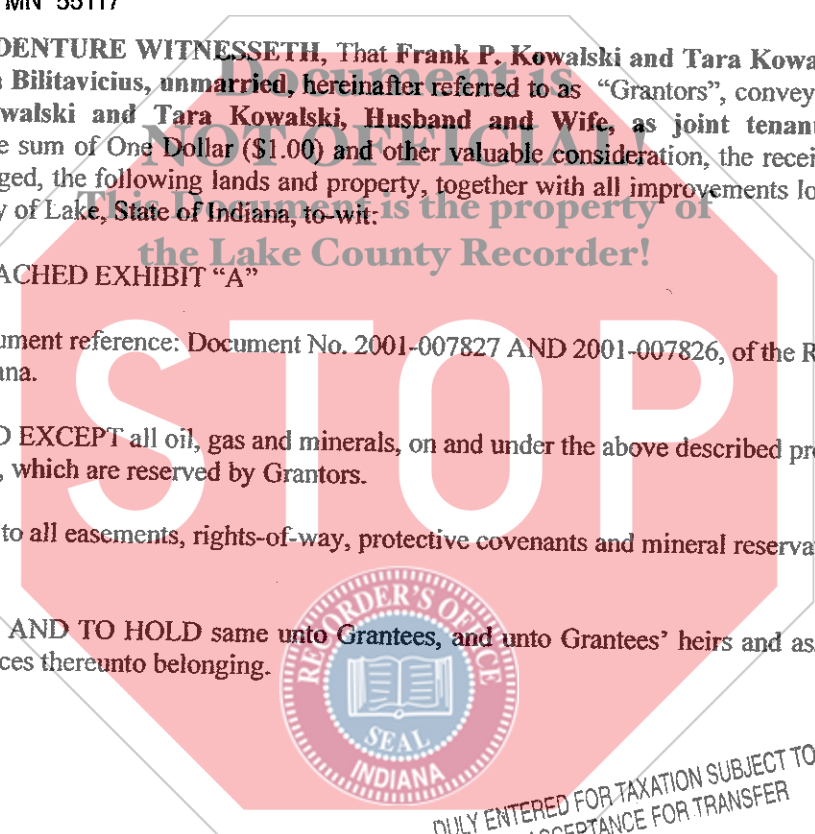 MN 55117
DENTURE WITNESSETH, That Frank P. Kowalski and Tara Kowa
Bilitavicius, unmarried, hereinafter referred to as "Grantors", convey
walski and Tara Kowalski, Husband and Wife, as joint tenan
e sum of One Dollar ($1.00) and other valuable consideration, the recei
ged, the following lands and property, together with all improvements lo
y of Lake, State of Indiana, to-wit:
Document is
NOT OFFICIAL!
This Document is the property of
the Lake County Recorder!
ACHED EXHIBIT "A"
ument reference: Document No. 2001-007827 AND 2001-007826, of the R
ana.
D EXCEPT all oil, gas and minerals, on and under the above described pro
, which are reserved by Grantors.
to all easements, rights-of-way, protective covenants and mineral reserva
AND TO HOLD same unto Grantees, and unto Grantees' heirs and as
ces thereunto belonging.
STOP
RECORDER'S OFFICE
SEAL
INDIANA
DULY ENTERED FOR TAXATION SUBJECT TO
ACCEPTANCE FOR TRANSFER